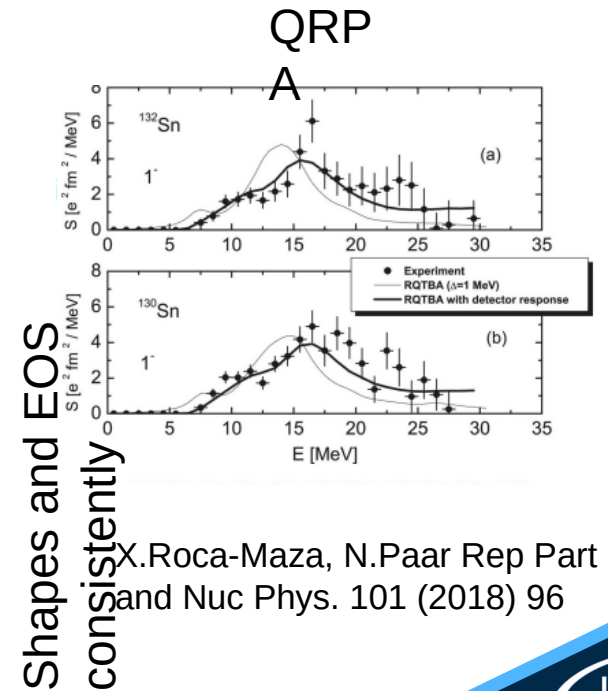 QRP
A
8
6
4
2
0
S [e² fm² / MeV]
¹³²Sn
1⁻
(a)
0 5 10 15 20 25 30 35
Experiment
RQTBA (Δ=1 MeV)
RQTBA with detector response
8
6
4
2
0
S [e² fm² / MeV]
¹³⁰Sn
1⁻
(b)
0 5 10 15 20 25 30 35
E [MeV]
Shapes and EOS
consistently
X.Roca-Maza, N.Paar Rep Part
and Nuc Phys. 101 (2018) 96